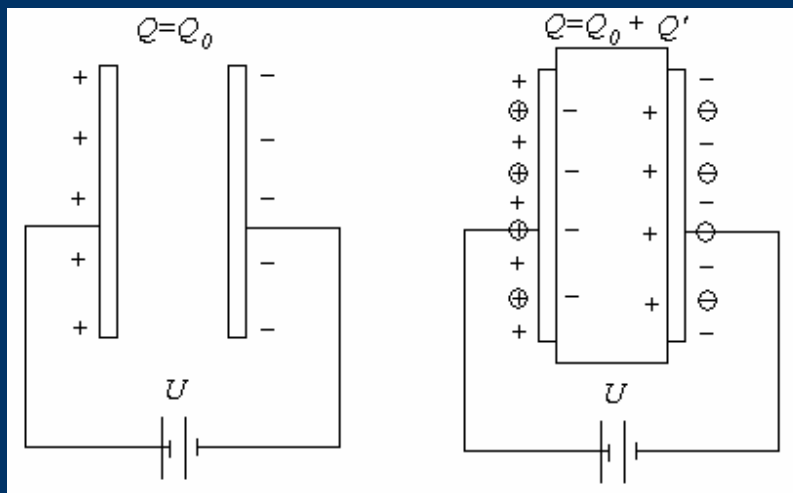 Q=Q₀
Q=Q₀ + Q'
+ −
+ −
+ −
+ −
+ −
+ −
⊕ − + ⊖
+ −
⊕ − + ⊖
+ −
⊕ − + ⊖
+ −
⊕ − + ⊖
+ −
U
U